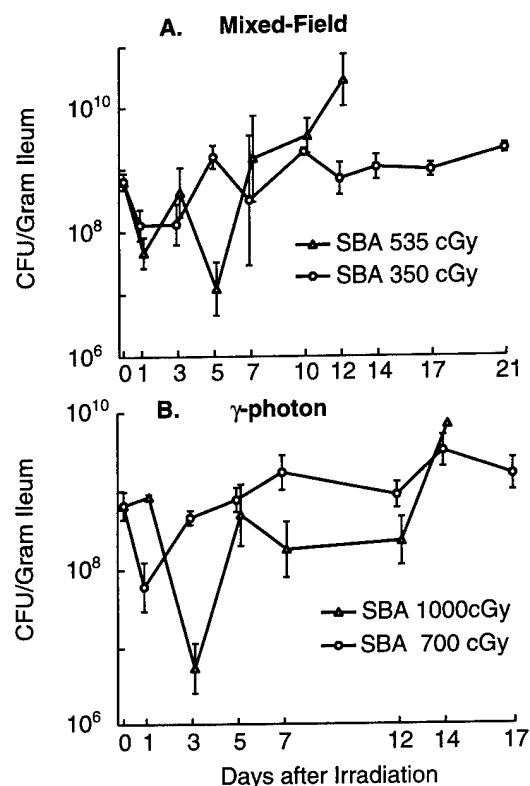 A. Mixed-Field
CFU/Gram Ileum
10^10
10^8
10^6
SBA 535 cGy
SBA 350 cGy
0 1 3 5 7 10 12 14 17 21
B. γ-photon
CFU/Gram Ileum
10^10
10^8
10^6
SBA 1000cGy
SBA 700 cGy
0 1 3 5 7 12 14 17
Days after Irradiation